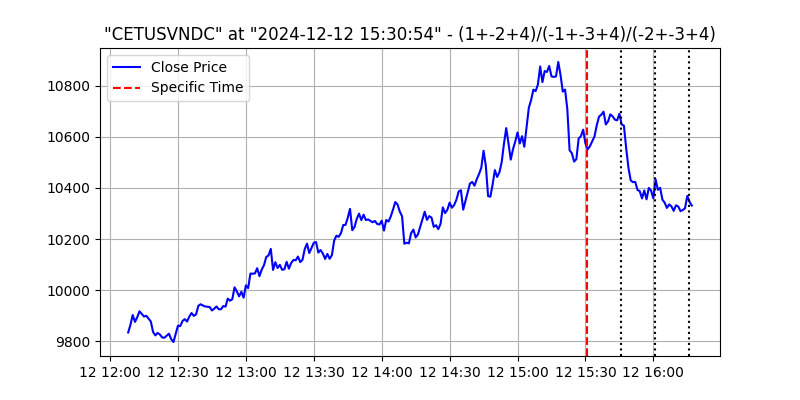 "CETUSVNDC" at "2024-12-12 15:30:54" - (1+-2+4)/(-1+-3+4)/(-2+-3+4)
Close Price
Specific Time
10800
10600
10400
10200
10000
9800
12 12:00 12 12:30 12 13:00 12 13:30 12 14:00 12 14:30 12 15:00 12 15:30 12 16:00